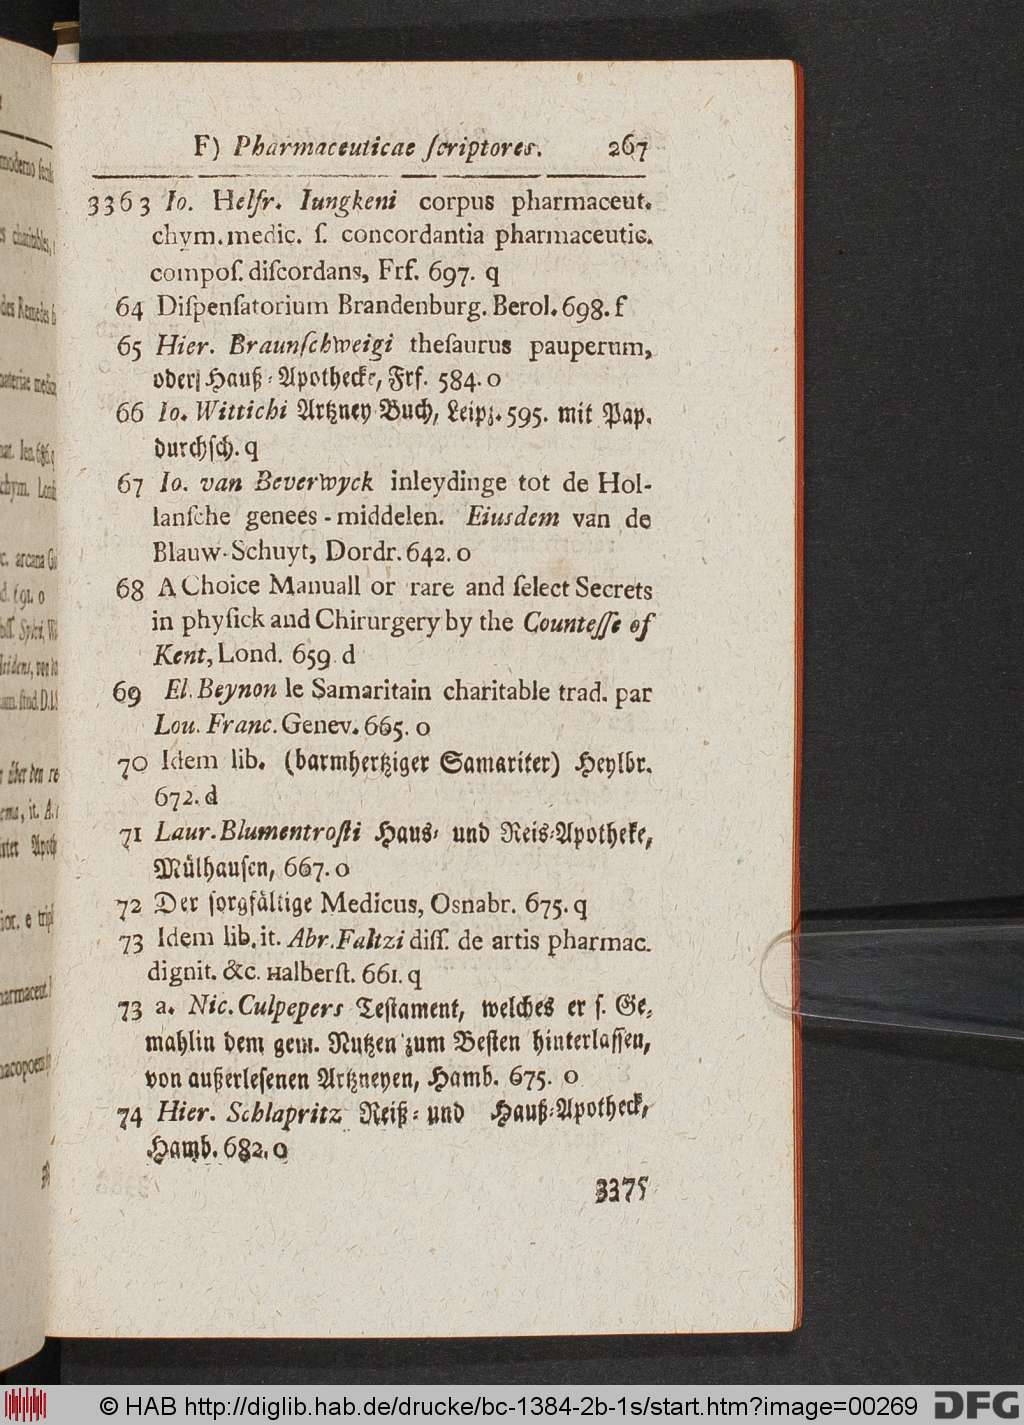 F) Pharmaceuticae ſcriptores. 267
3363 Io. Helfr. Iungkeni corpus pharmaceut.
chym. medic. ſ. concordantia pharmaceutic.
compoſ. diſcordans, Frf. 697. q
64 Diſpenſatorium Brandenburg. Berol. 698. f
65 Hier. Braunſchweigi theſaurus pauperum,
oder Hauß-Apothecke, Frf. 584. o
66 Io. Wittichi Artzney Buch, Leipz. 595. mit Pap.
durchſch. q
67 Io. van Beverwyck inleydinge tot de Hol-
lanſche genees-middelen. Eiusdem van de
Blauw-Schuyt, Dordr. 642. o
68 A Choice Manuall or rare and ſelect Secrets
in phyſick and Chirurgery by the Counteſſe of
Kent, Lond. 659. d
69 El. Beynon le Samaritain charitable trad. par
Lou. Franc. Genev. 665. o
70 Idem lib. (barmhertziger Samariter) Heylbr.
672. d
71 Laur. Blumentroſti Haus- und Reis-Apotheke,
Mülhauſen, 667. o
72 Der ſorgfältige Medicus, Osnabr. 675. q
73 Idem lib. it. Abr. Faltzi diſſ. de artis pharmac.
dignit. &c. Halberſt. 661. q
73 a. Nic. Culpepers Teſtament, welches er ſ. Ge-
mahlin dem gem. Nutzen zum Beſten hinterlaſſen,
von außerleſenen Artzneyen, Hamb. 675. o
74 Hier. Schlapritz Reiß- und Hauß-Apotheck,
Hamb. 682. o
3375
© HAB http://diglib.hab.de/drucke/bc-1384-2b-1s/start.htm?image=00269 DFG